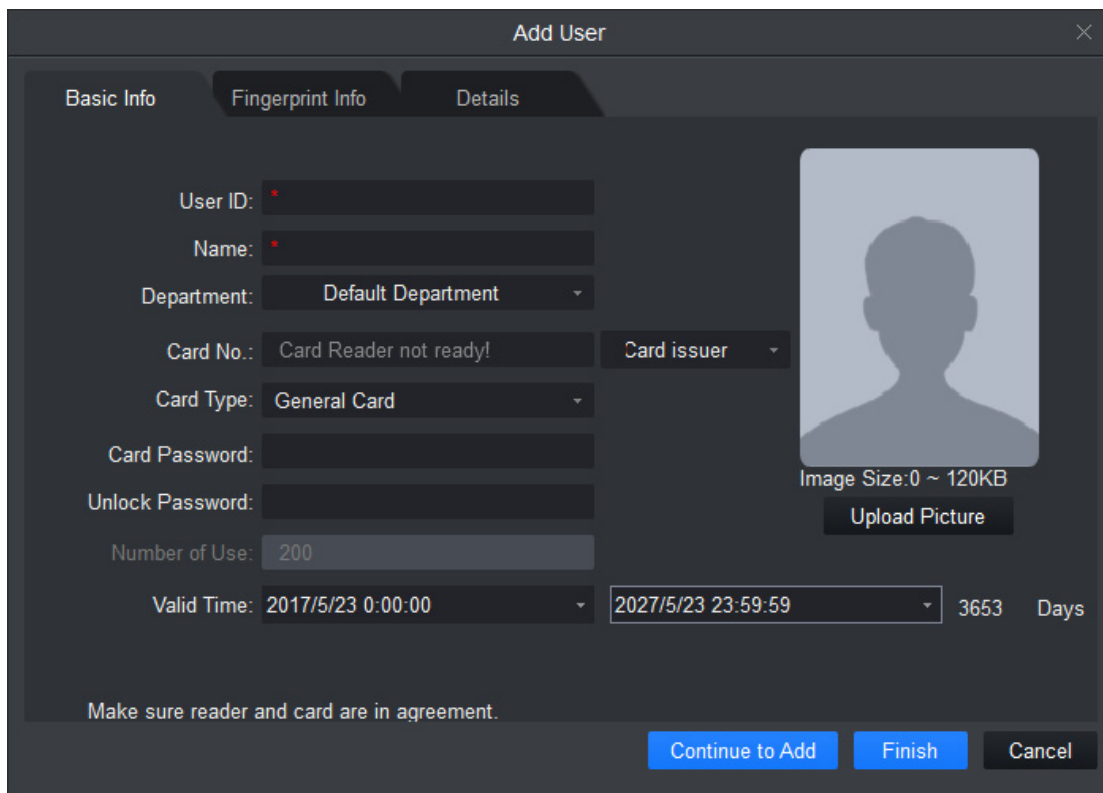 Add User
Basic Info Fingerprint Info Details
User ID: *
Name: *
Department: Default Department
Card No.: Card Reader not ready! Card issuer
Card Type: General Card
Card Password:
Image Size:0 ~ 120KB
Unlock Password:
Upload Picture
Number of Use: 200
Valid Time: 2017/5/23 0:00:00 2027/5/23 23:59:59 3653 Days
Make sure reader and card are in agreement.
Continue to Add Finish Cancel